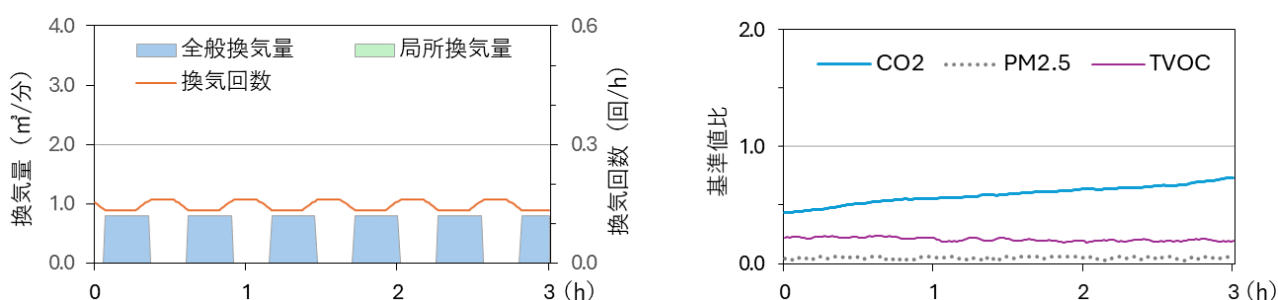 4.0
3.0
2.0
1.0
0.0
換気量（㎥/分）
全般換気量
局所換気量
換気回数
0.6
0.3
0.0
換気回数（回/h）
0 1 2 3（h）
2.0
1.0
0.0
基準値比
CO2 PM2.5 TVOC
0 1 2 3（h）